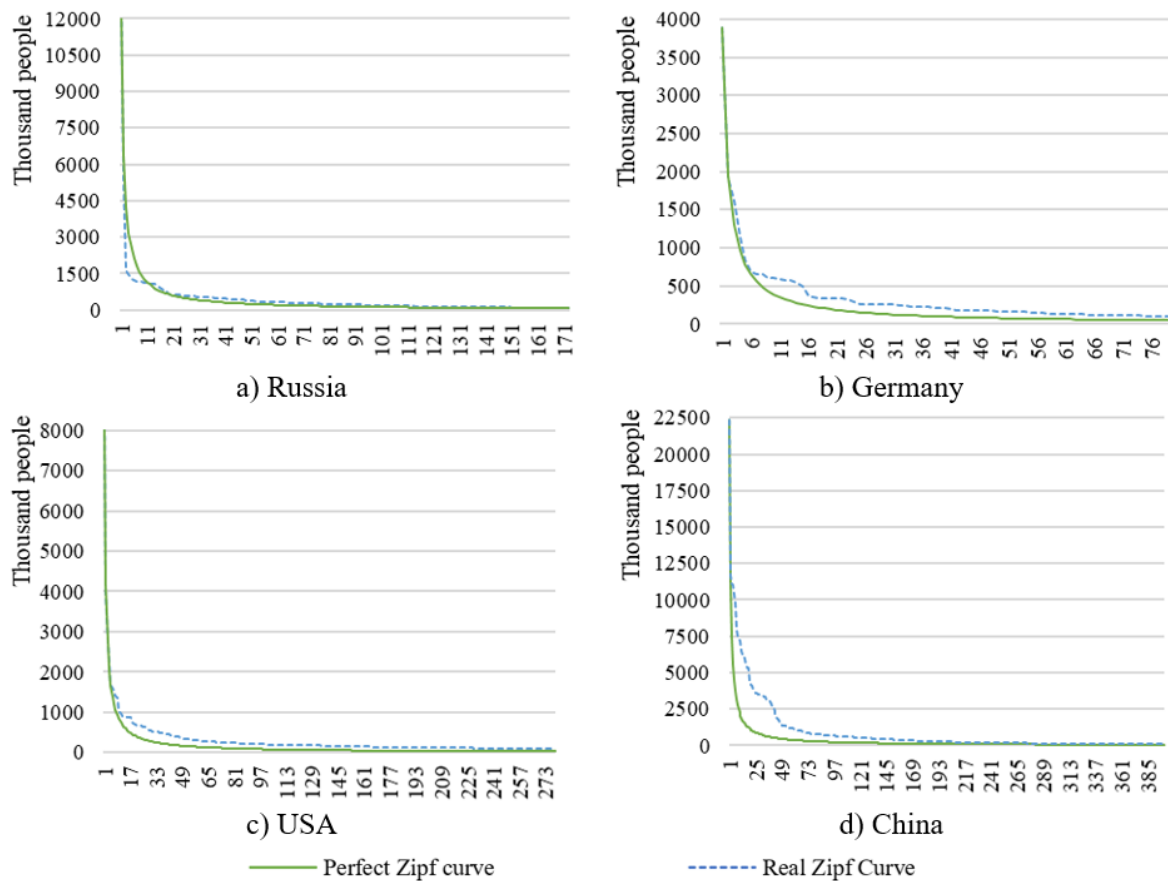 Thousand people
12000
10500
9000
7500
6000
4500
3000
1500
0
1 11 21 31 41 51 61 71 81 91 101 111 121 131 141 151 161 171
a) Russia
Thousand people
4000
3500
3000
2500
2000
1500
1000
500
0
1 6 11 16 21 26 31 36 41 46 51 56 61 66 71 76
b) Germany
Thousand people
8000
7000
6000
5000
4000
3000
2000
1000
0
1 17 33 49 65 81 97 113 129 145 161 177 193 209 225 241 257 273
c) USA
Thousand people
22500
20000
17500
15000
12500
10000
7500
5000
2500
0
1 25 49 73 97 121 145 169 193 217 241 265 289 313 337 361 385
d) China
Perfect Zipf curve
Real Zipf Curve